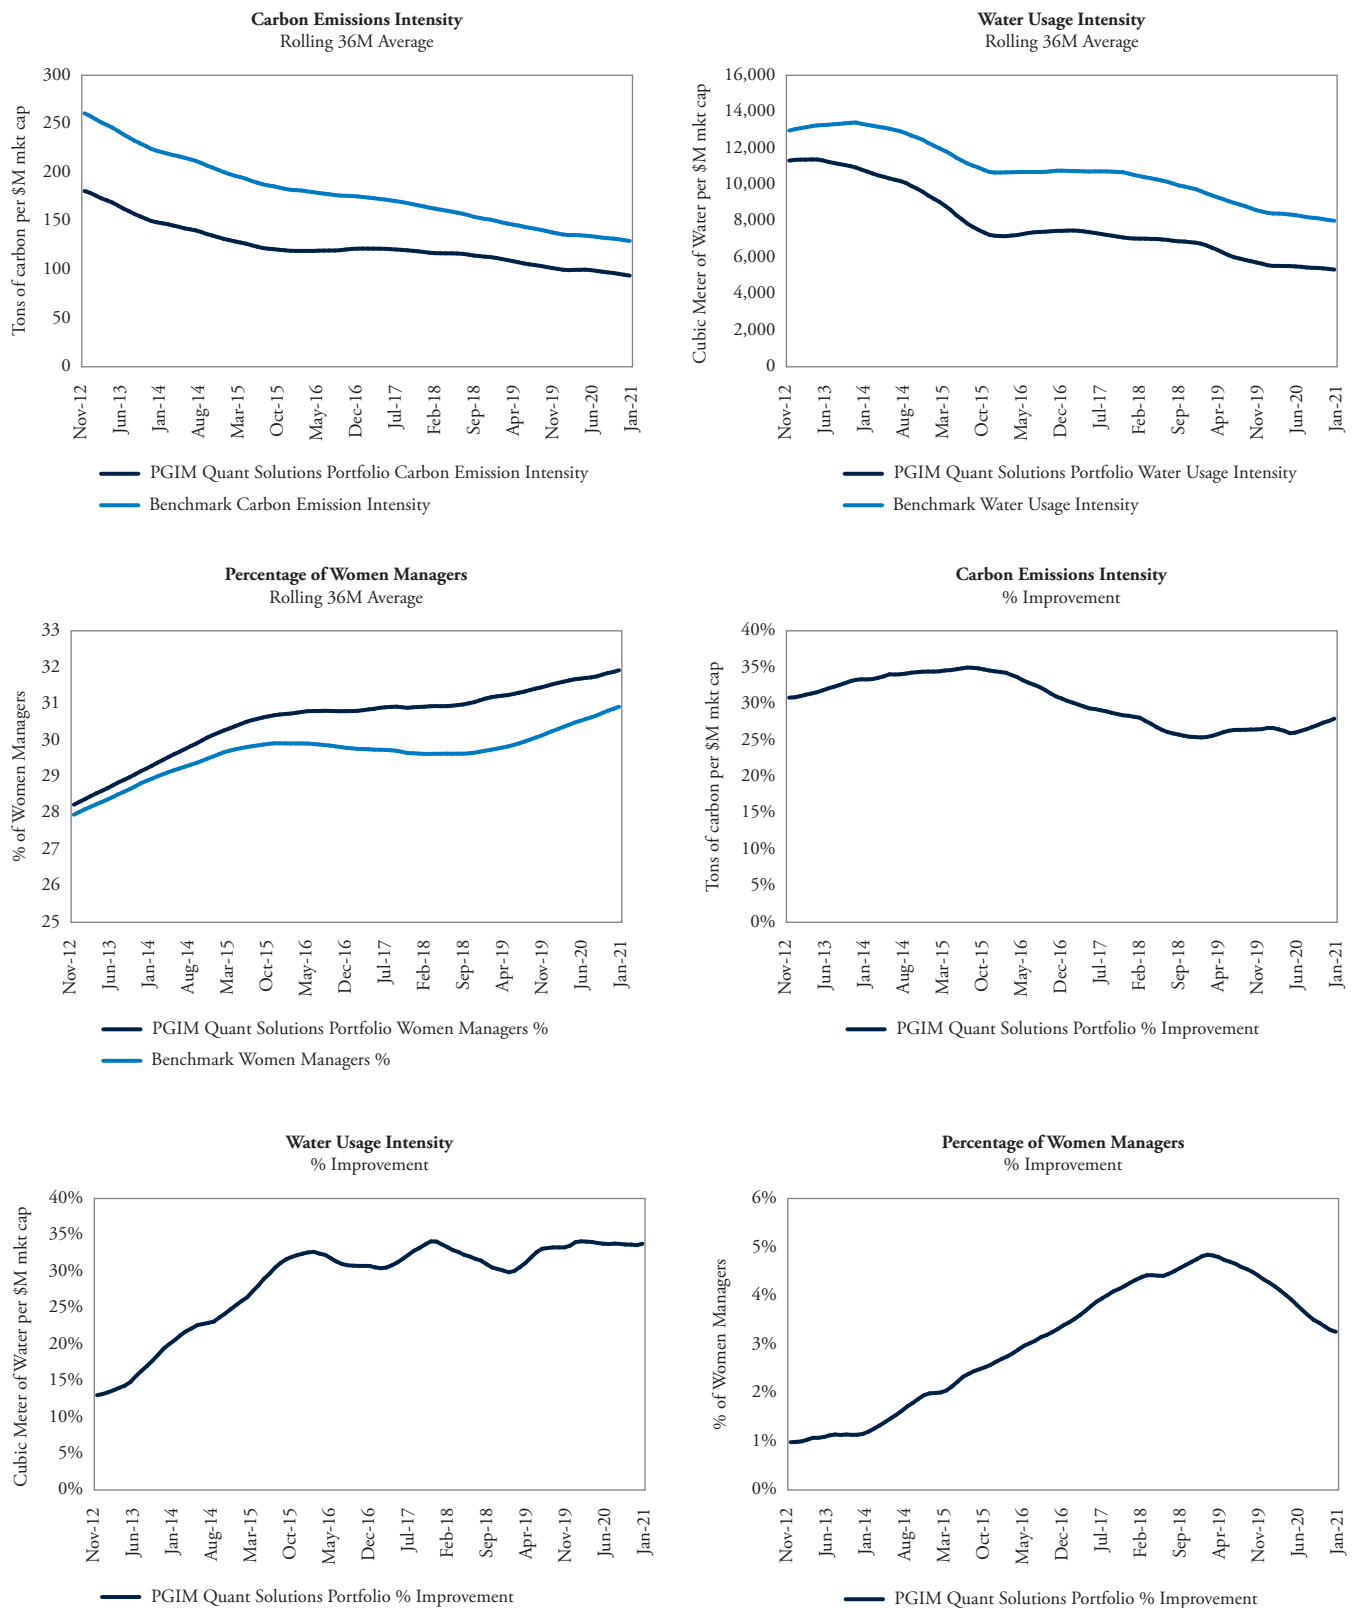 Carbon Emissions Intensity
Rolling 36M Average
Tons of carbon per $M mkt cap
300
250
200
150
100
50
0
Nov-12
Jun-13
Jan-14
Aug-14
Mar-15
Oct-15
May-16
Dec-16
Jul-17
Feb-18
Sep-18
Apr-19
Nov-19
Jun-20
Jan-21
PGIM Quant Solutions Portfolio Carbon Emission Intensity
Benchmark Carbon Emission Intensity
Water Usage Intensity
Rolling 36M Average
Cubic Meter of Water per $M mkt cap
16,000
14,000
12,000
10,000
8,000
6,000
4,000
2,000
0
Nov-12
Jun-13
Jan-14
Aug-14
Mar-15
Oct-15
May-16
Dec-16
Jul-17
Feb-18
Sep-18
Apr-19
Nov-19
Jun-20
Jan-21
PGIM Quant Solutions Portfolio Water Usage Intensity
Benchmark Water Usage Intensity
Percentage of Women Managers
Rolling 36M Average
% of Women Managers
33
32
31
30
29
28
27
26
25
Nov-12
Jun-13
Jan-14
Aug-14
Mar-15
Oct-15
May-16
Dec-16
Jul-17
Feb-18
Sep-18
Apr-19
Nov-19
Jun-20
Jan-21
PGIM Quant Solutions Portfolio Women Managers %
Benchmark Women Managers %
Carbon Emissions Intensity
% Improvement
Tons of carbon per $M mkt cap
40%
35%
30%
25%
20%
15%
10%
5%
0%
Nov-12
Jun-13
Jan-14
Aug-14
Mar-15
Oct-15
May-16
Dec-16
Jul-17
Feb-18
Sep-18
Apr-19
Nov-19
Jun-20
Jan-21
PGIM Quant Solutions Portfolio % Improvement
Water Usage Intensity
% Improvement
Cubic Meter of Water per $M mkt cap
40%
35%
30%
25%
20%
15%
10%
5%
0%
Nov-12
Jun-13
Jan-14
Aug-14
Mar-15
Oct-15
May-16
Dec-16
Jul-17
Feb-18
Sep-18
Apr-19
Nov-19
Jun-20
Jan-21
PGIM Quant Solutions Portfolio % Improvement
Percentage of Women Managers
% Improvement
% of Women Managers
6%
5%
4%
3%
2%
1%
0%
Nov-12
Jun-13
Jan-14
Aug-14
Mar-15
Oct-15
May-16
Dec-16
Jul-17
Feb-18
Sep-18
Apr-19
Nov-19
Jun-20
Jan-21
PGIM Quant Solutions Portfolio % Improvement